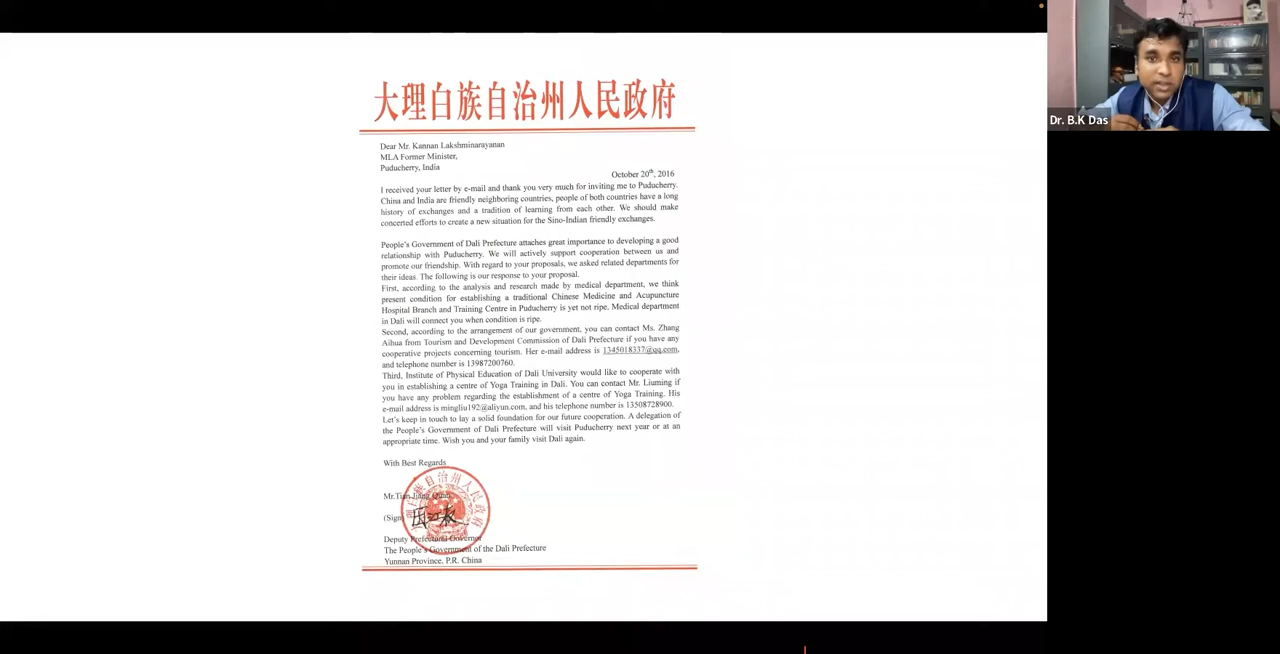 大理白族自治州人民政府
Dear Mr. Kannan Lakshminarayanan
MLA Former Minister,
Puducherry, India
October 20th, 2016
I received your letter by e-mail and thank you very much for inviting me to Puducherry.
China and India are friendly neighboring countries, people of both countries have a long
history of exchanges and a tradition of learning from each other. We should make
concerted efforts to create a new situation for the Sino-Indian friendly exchanges.
People's Government of Dali Prefecture attaches great importance to developing a good
relationship with Puducherry. We will actively support cooperation between us and
promote our friendship. With regard to your proposals, we asked related departments for
their ideas. The following is our response to your proposal.
First, according to the analysis and research made by medical department, we think
present condition for establishing a traditional Chinese Medicine and Acupuncture
Hospital Branch and Training Centre in Puducherry is yet not ripe. Medical department
in Dali will connect you when condition is ripe.
Second, according to the arrangement of our government, you can contact Ms. Zhang
Aihua from Tourism and Development Commission of Dali Prefecture if you have any
cooperative projects concerning tourism. Her e-mail address is 1345018337@qq.com,
and telephone number is 13987200760.
Third, Institute of Physical Education of Dali University would like to cooperate with
you in establishing a centre of Yoga Training in Dali. You can contact Mr. Liuming if
you have any problem regarding the establishment of a centre of Yoga Training. His
e-mail address is mingliu192@aliyun.com, and his telephone number is 13508728900.
Let's keep in touch to lay a solid foundation for our future cooperation. A delegation of
the People's Government of Dali Prefecture will visit Puducherry next year or at an
appropriate time. Wish you and your family visit Dali again.
With Best Regards
Mr.Tian Jiang
(Sign)
Deputy Prefectural Governor
The People's Government of the Dali Prefecture
Yunnan Province. P.R. China
Dr. B.K Das